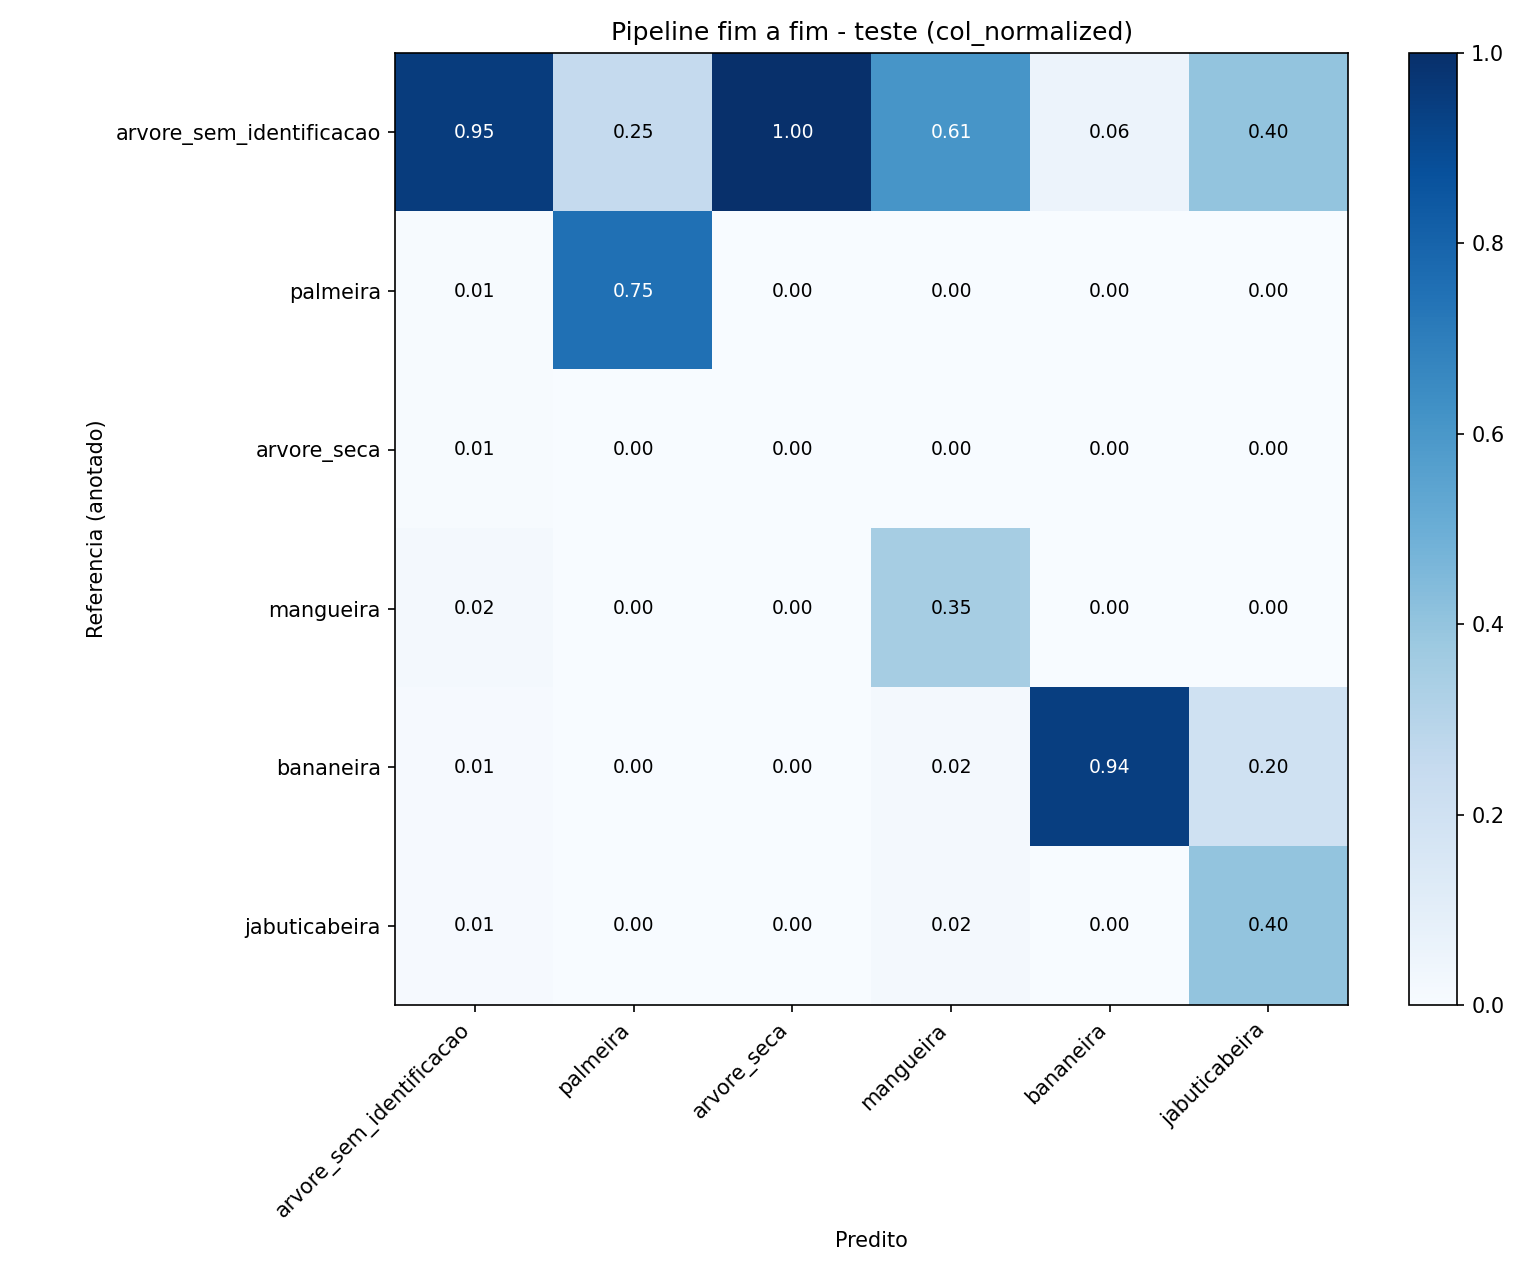 Pipeline fim a fim - teste (col_normalized)
arvore_sem_identificacao 0.95 0.25 1.00 0.61 0.06 0.40
palmeira 0.01 0.75 0.00 0.00 0.00 0.00
arvore_seca 0.01 0.00 0.00 0.00 0.00 0.00
mangueira 0.02 0.00 0.00 0.35 0.00 0.00
bananeira 0.01 0.00 0.00 0.02 0.94 0.20
jabuticabeira 0.01 0.00 0.00 0.02 0.00 0.40
Referencia (anotado)
arvore_sem_identificacao
palmeira
arvore_seca
mangueira
bananeira
jabuticabeira
Predito
1.0
0.8
0.6
0.4
0.2
0.0